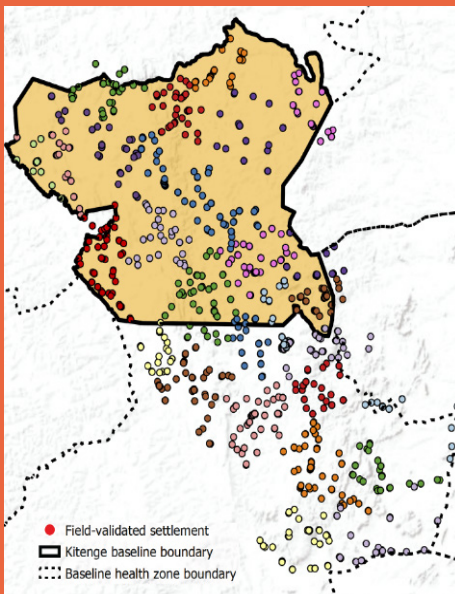 Field-validated settlement
Kitenge baseline boundary
Baseline health zone boundary